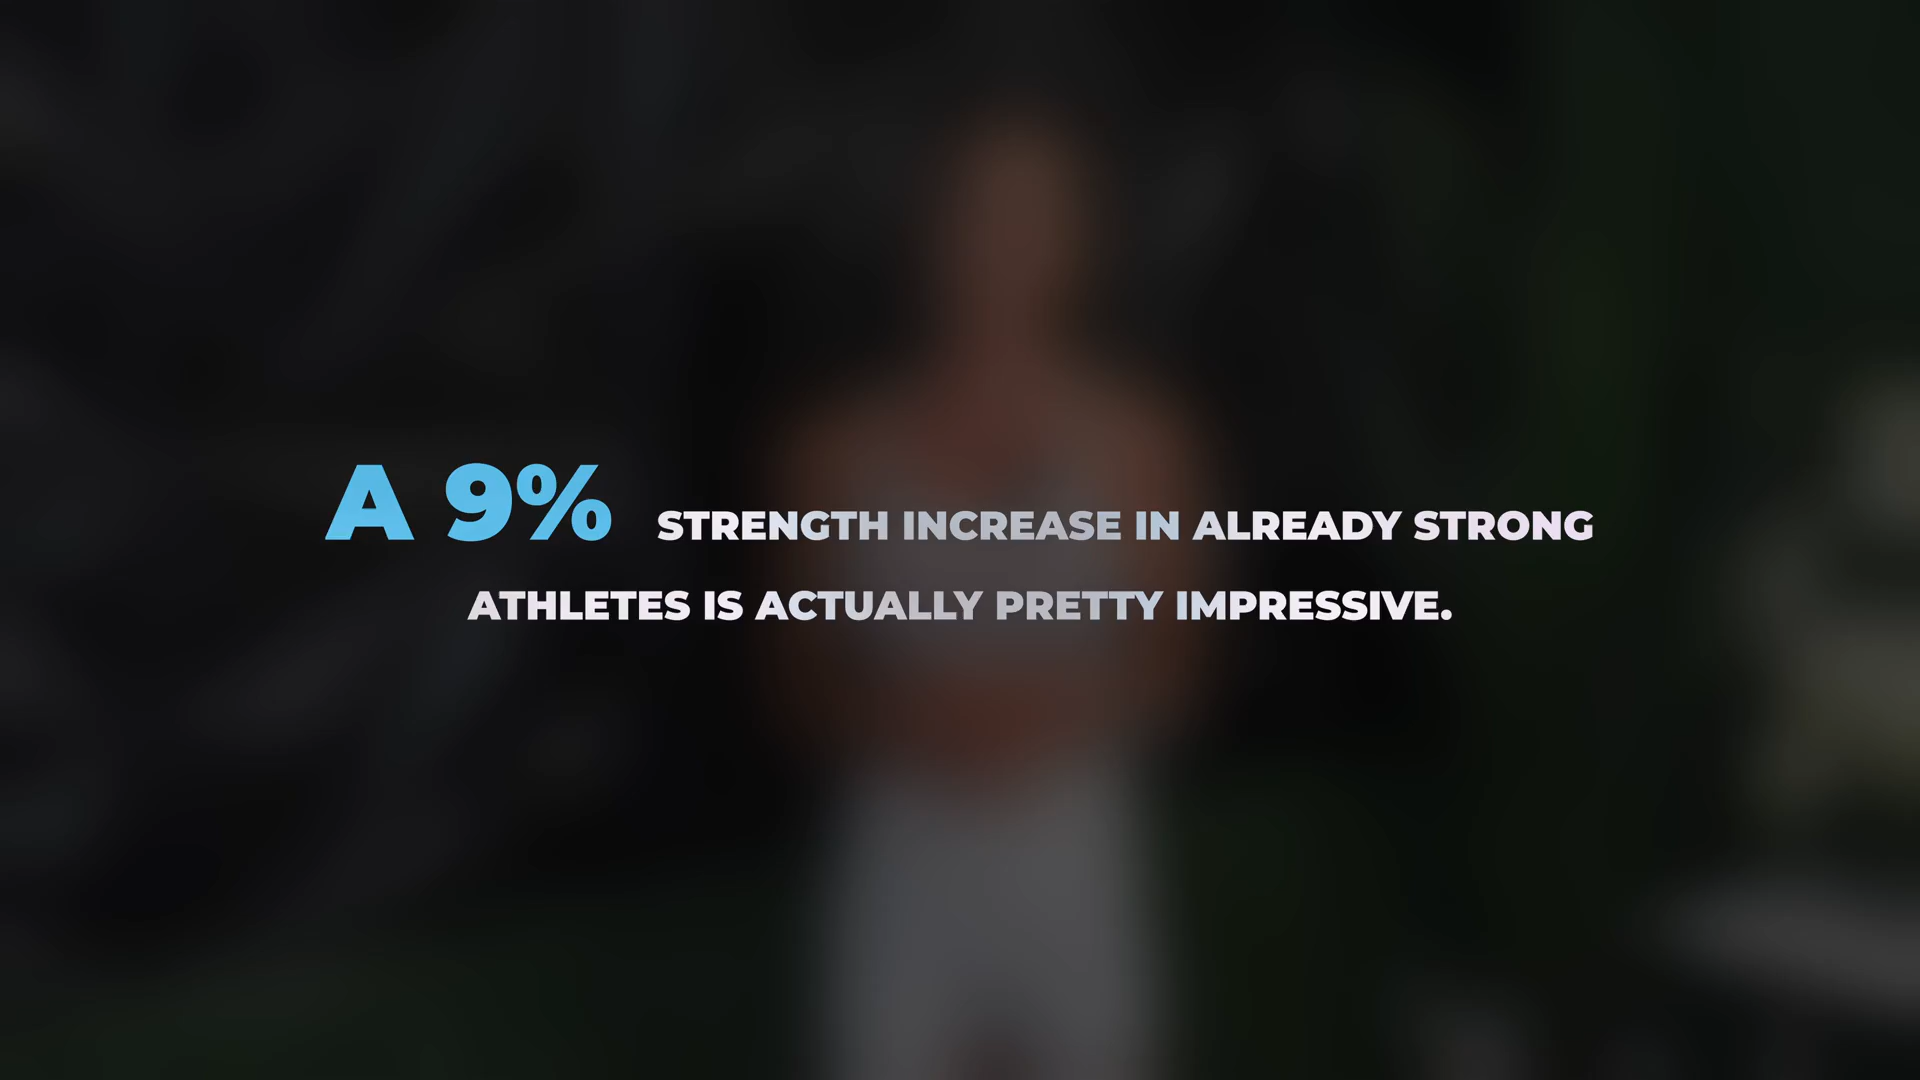 A 9% STRENGTH INCREASE IN ALREADY STRONG
ATHLETES IS ACTUALLY PRETTY IMPRESSIVE.